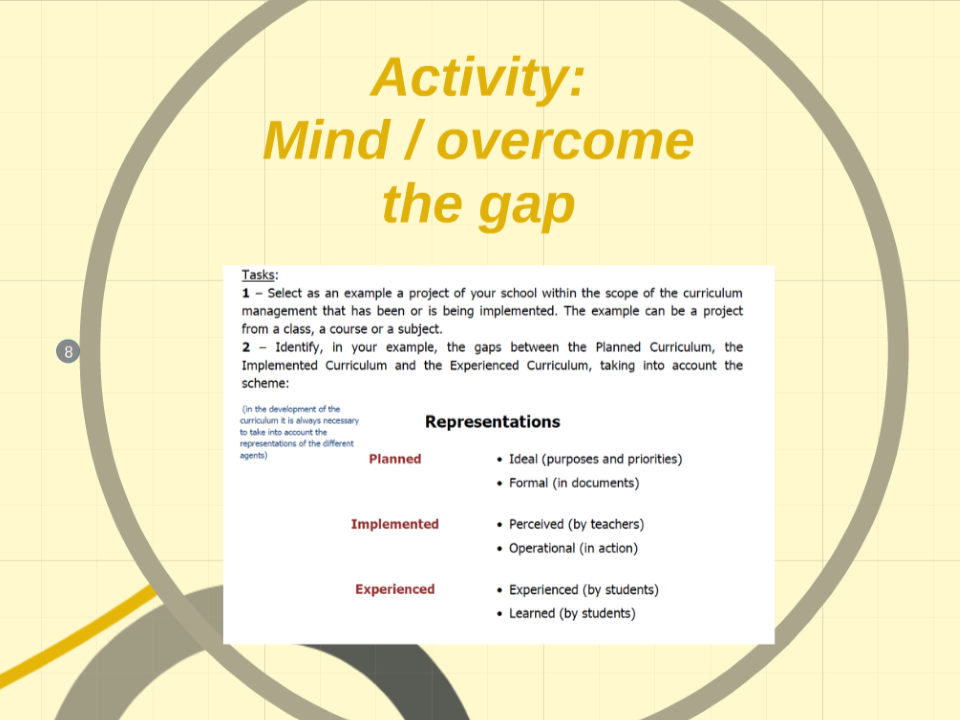 Activity:
Mind / overcome
the gap
Tasks:
1 – Select as an example a project of your school within the scope of the curriculum
management that has been or is being implemented. The example can be a project
from a class, a course or a subject.
8
2 – Identify, in your example, the gaps between the Planned Curriculum, the
Implemented Curriculum and the Experienced Curriculum, taking into account the
scheme:
(in the development of the
curriculum it is always necessary
to take into account the
representations of the different
agents)
Representations
Planned
• Ideal (purposes and priorities)
• Formal (in documents)
Implemented
• Perceived (by teachers)
• Operational (in action)
Experienced
• Experienced (by students)
• Learned (by students)